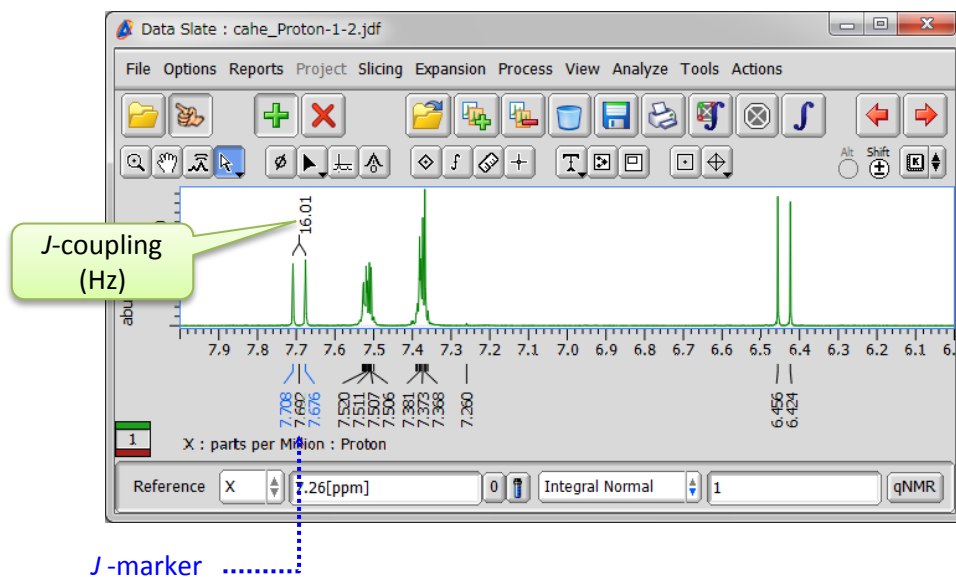 Data Slate : cahe_Proton-1-2.jdf
File Options Reports Project Slicing Expansion Process View Analyze Tools Actions
Alt Shift
16.01
J-coupling
(Hz)
7.9 7.8 7.7 7.6 7.5 7.4 7.3 7.2 7.1 7.0 6.9 6.8 6.7 6.6 6.5 6.4 6.3 6.2 6.1 6.
7.708 7.692 7.676 7.520 7.511 7.507 7.506 7.381 7.373 7.368 7.260 6.456 6.424
1
X : parts per Million : Proton
Reference X 7.26[ppm] 0 Integral Normal 1 qNMR
J -marker